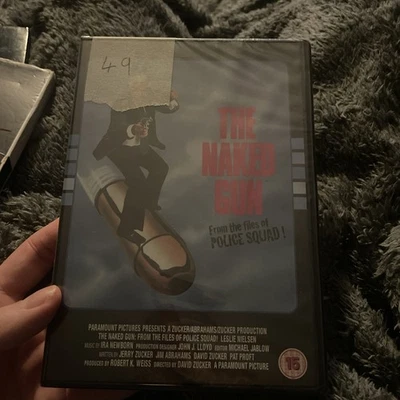 49
THE
NAKED
GUN
From the files of
POLICE SQUAD!
PARAMOUNT PICTURES PRESENTS A ZUCKER/ABRAHAMS/ZUCKER PRODUCTION
THE NAKED GUN: FROM THE FILES OF POLICE SQUAD! LESLIE NIELSEN
MUSIC BY IRA NEWBORN PRODUCTION DESIGNER JOHN J. LLOYD EDITOR MICHAEL JABLOW
WRITTEN BY JERRY ZUCKER JIM ABRAHAMS DAVID ZUCKER PAT PROFT
PRODUCED BY ROBERT K. WEISS DIRECTED BY DAVID ZUCKER A PARAMOUNT PICTURE
15